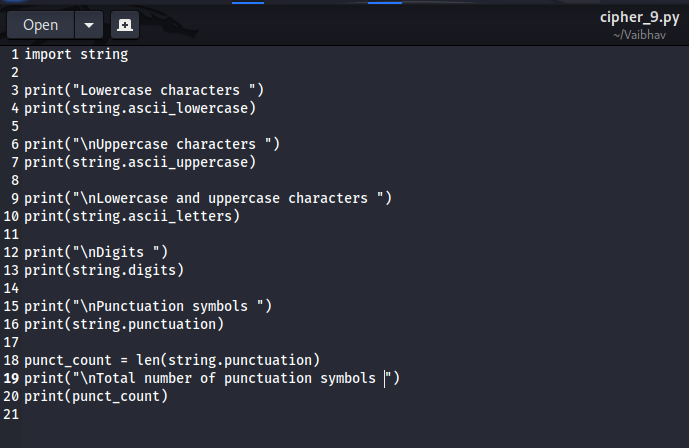 Open
cipher_9.py
~/Vaibhav
1 import string
2
3 print("Lowercase characters ")
4 print(string.ascii_lowercase)
5
6 print("\nUppercase characters ")
7 print(string.ascii_uppercase)
8
9 print("\nLowercase and uppercase characters ")
10 print(string.ascii_letters)
11
12 print("\nDigits ")
13 print(string.digits)
14
15 print("\nPunctuation symbols ")
16 print(string.punctuation)
17
18 punct_count = len(string.punctuation)
19 print("\nTotal number of punctuation symbols ")
20 print(punct_count)
21